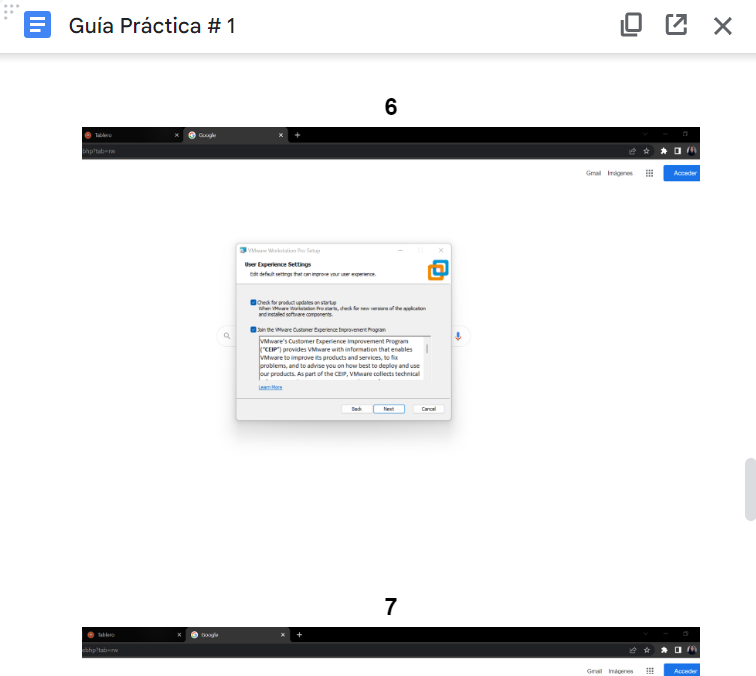 Guía Práctica # 1
6
Tablero
Google
bhp?tab=rw
Gmail Imágenes
Acceder
VMware Workstation Pro Setup
User Experience Settings
Edit default settings that can improve your user experience.
Check for product updates on startup
When VMware Workstation Pro starts, check for new versions of the application
and installed software components.
Join the VMware Customer Experience Improvement Program
VMware's Customer Experience Improvement Program
("CEIP") provides VMware with information that enables
VMware to improve its products and services, to fix
problems, and to advise you on how best to deploy and use
our products. As part of the CEIP, VMware collects technical
Learn More
Back Next Cancel
7
Tablero
Google
ebhp?tab=rw
Gmail Imágenes
Acceder